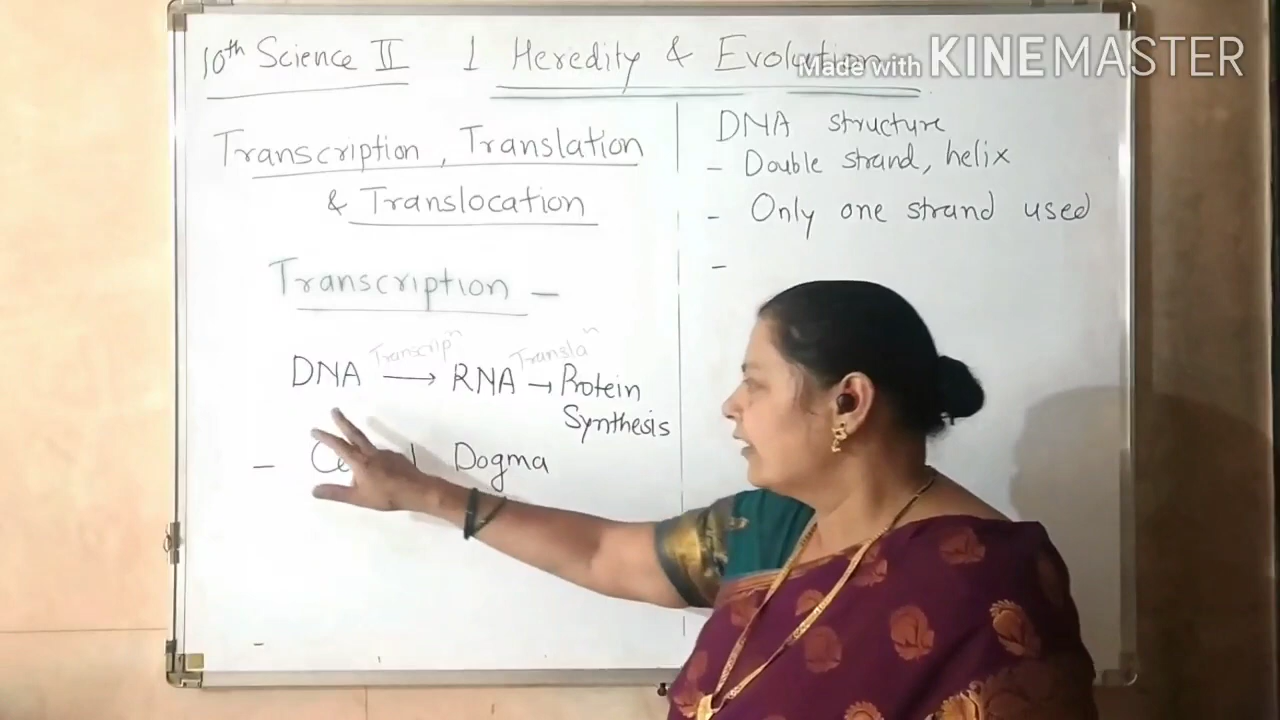 10th Science II 1 Heredity & Evolution
Made with KINEMASTER
Transcription, Translation
& Translocation
Transcription –
Transcripn Translan
DNA → RNA → Protein
Synthesis
– Dogma
DNA structure
– Double strand, helix
– Only one strand used
–